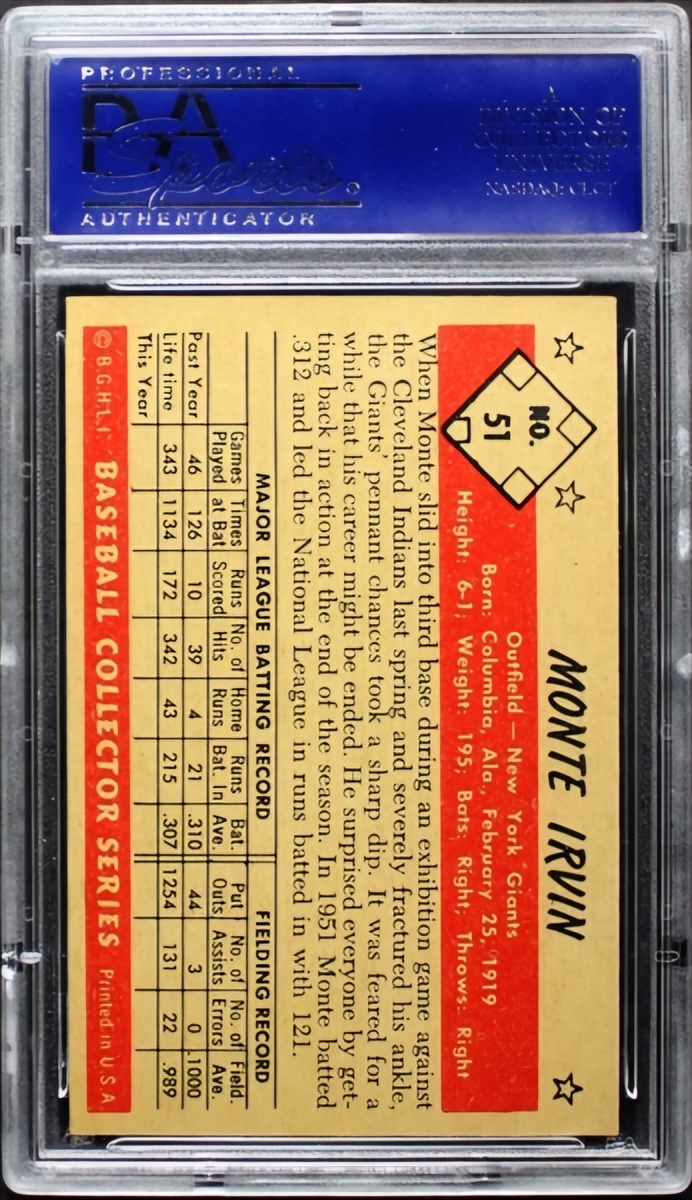 PROFESSIONAL
PSA
Sports
AUTHENTICATOR
A
DIVISION OF
COLLECTORS
UNIVERSE
NASDAQ: CLCT
NO.
51
MONTE IRVIN
Outfield — New York Giants
Born: Columbia, Ala., February 25, 1919
Height: 6-1; Weight: 195; Bats: Right; Throws: Right
When Monte slid into third base during an exhibition game against
the Cleveland Indians last spring and severely fractured his ankle,
the Giants' pennant chances took a sharp dip. It was feared for a
while that his career might be ended. He surprised everyone by get-
ting back in action at the end of the season. In 1951 Monte batted
.312 and led the National League in runs batted in with 121.
MAJOR LEAGUE BATTING RECORD FIELDING RECORD
Games Times Runs No. of Home Runs Bat. Put No. of No. of Field.
Played at Bat Scored Hits Runs Bat. In Ave. Outs Assists Errors Ave.
Past Year 46 126 10 39 4 21 .310 44 3 0 .1000
Life time 343 1134 172 342 43 215 .307 1254 131 22 .989
This Year
© B.G.H.L.I. BASEBALL COLLECTOR SERIES Printed in U.S.A.